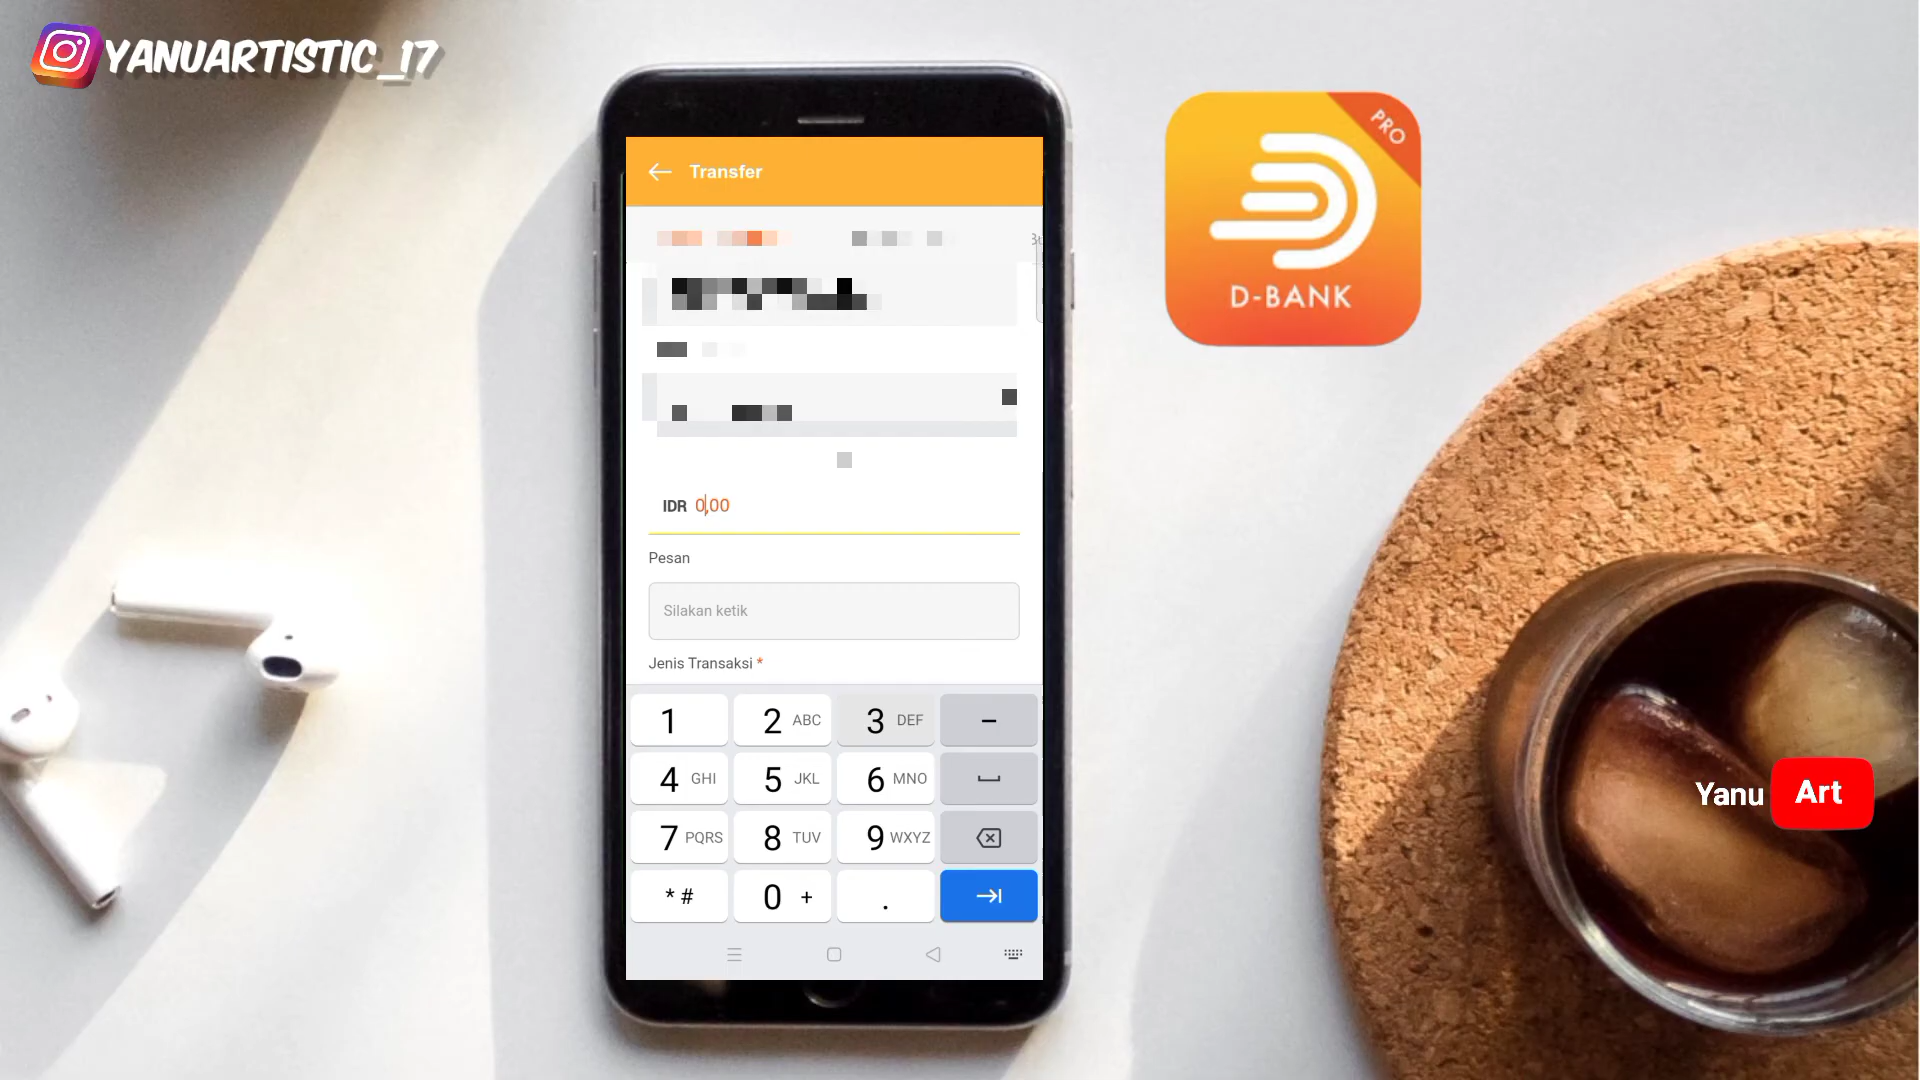 YANUARTISTIC_17
PRO
D-BANK
Transfer
IDR 0,00
Pesan
Silakan ketik
Jenis Transaksi *
1
2 ABC
3 DEF
-
4 GHI
5 JKL
6 MNO
7 PQRS
8 TUV
9 WXYZ
* #
0 +
.
Yanu Art